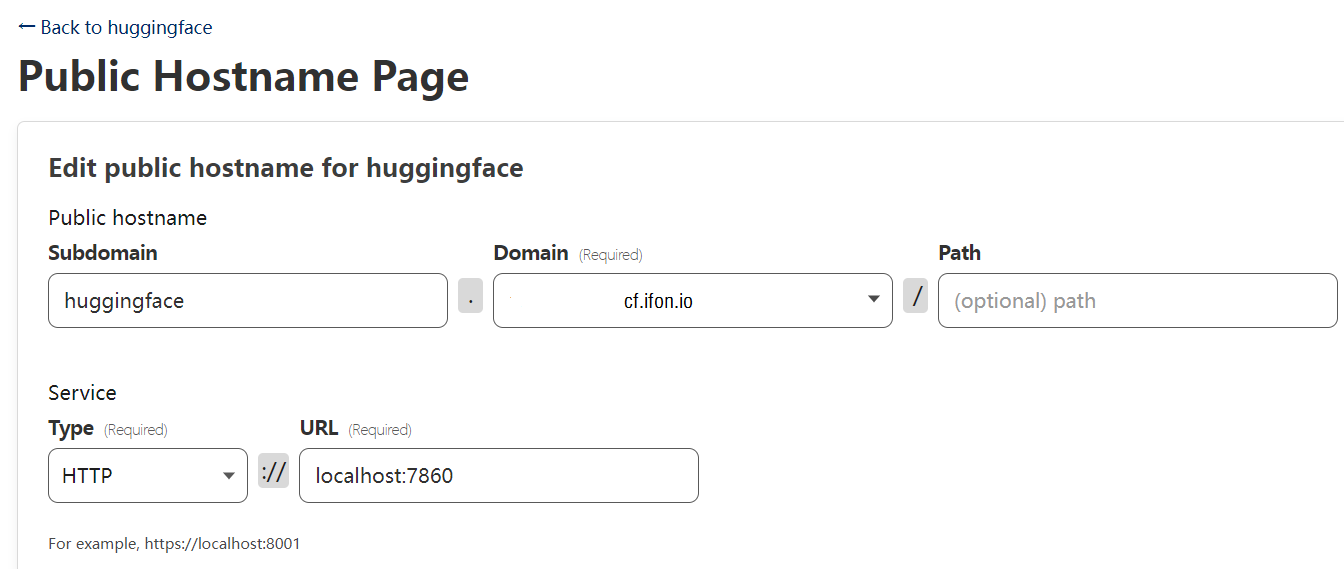 ← Back to huggingface
Public Hostname Page
Edit public hostname for huggingface
Public hostname
Subdomain Domain (Required) Path
huggingface . cf.ifon.io / (optional) path
Service
Type (Required) URL (Required)
HTTP :// localhost:7860
For example, https://localhost:8001